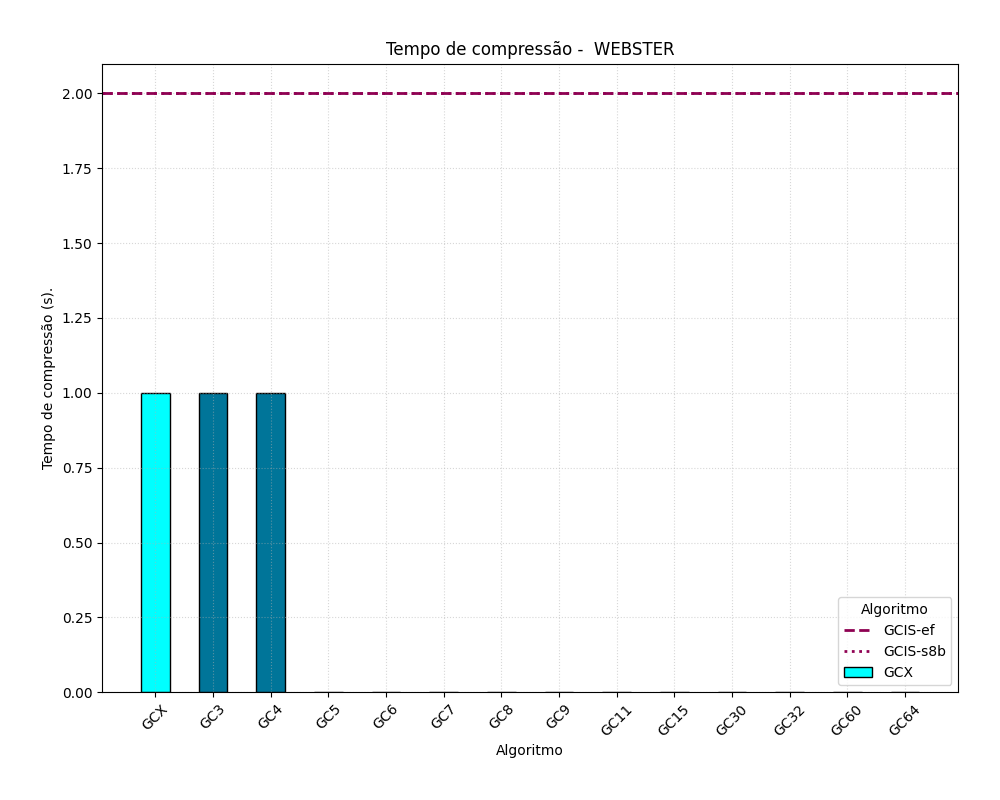 Tempo de compressão -  WEBSTER
Tempo de compressão (s).
2.00
1.75
1.50
1.25
1.00
0.75
0.50
0.25
0.00
GCX GC3 GC4 GC5 GC6 GC7 GC8 GC9 GC11 GC15 GC30 GC32 GC60 GC64
Algoritmo
Algoritmo
GCIS-ef
GCIS-s8b
GCX